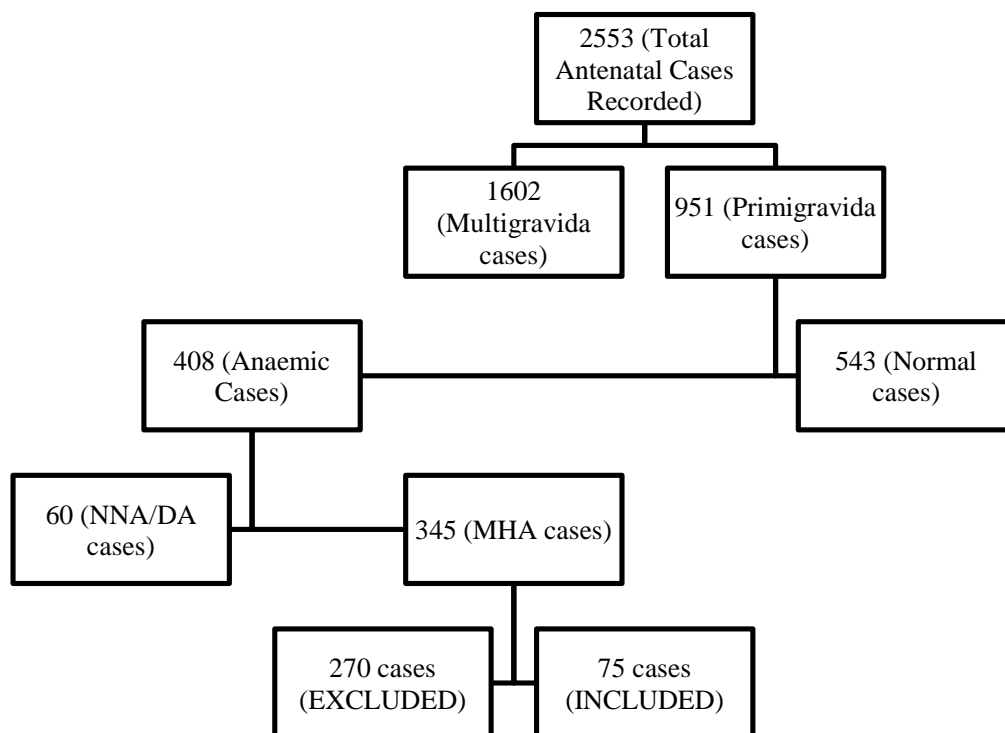 2553 (Total
Antenatal Cases
Recorded)
1602
(Multigravida
cases)
951 (Primigravida
cases)
408 (Anaemic
Cases)
543 (Normal
cases)
60 (NNA/DA
cases)
345 (MHA cases)
270 cases
(EXCLUDED)
75 cases
(INCLUDED)